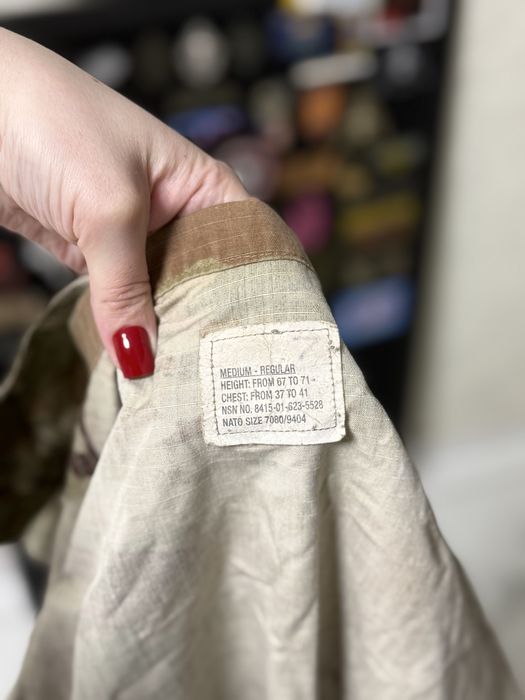 MEDIUM - REGULAR
HEIGHT: FROM 67 TO 71
CHEST: FROM 37 TO 41
NSN NO. 8415-01-623-5528
NATO SIZE 7080/9404